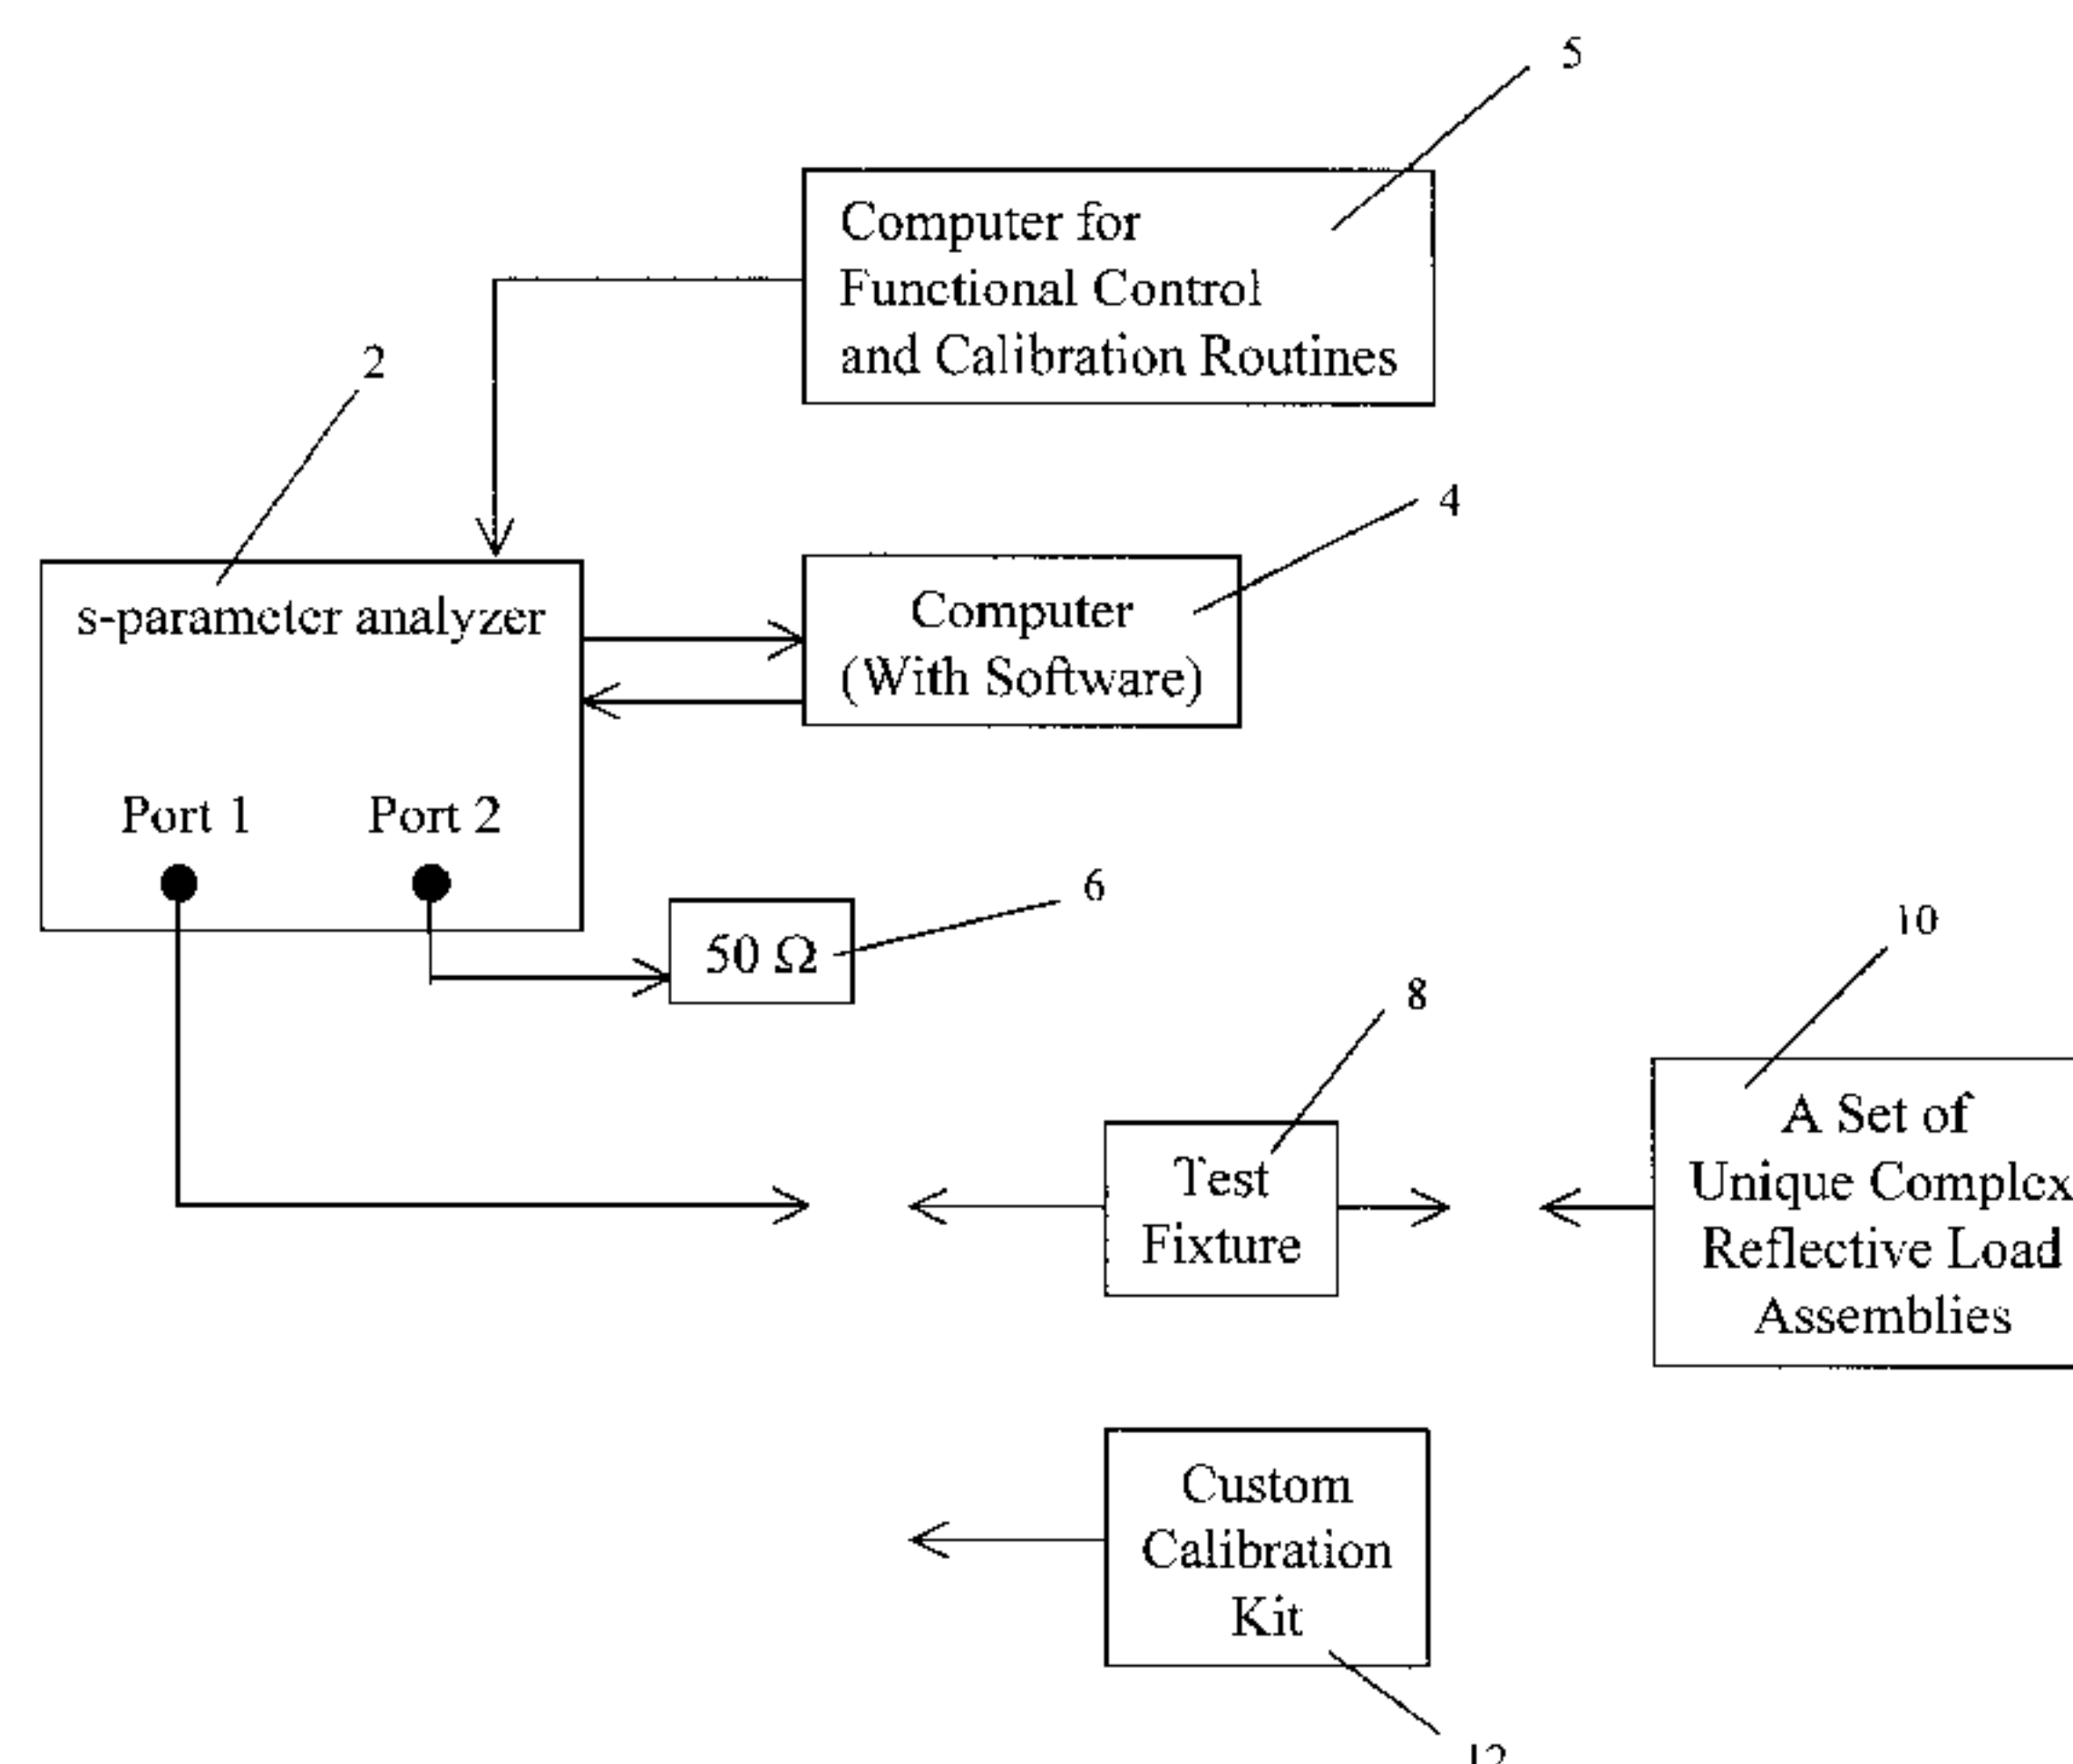 5
Computer for
Functional Control
and Calibration Routines
2
4
s-parameter analyzer
Computer
(With Software)
Port 1 Port 2
6
50 Ω
10
8
A Set of
Unique Complex
Reflective Load
Assemblies
Test
Fixture
Custom
Calibration
Kit
12